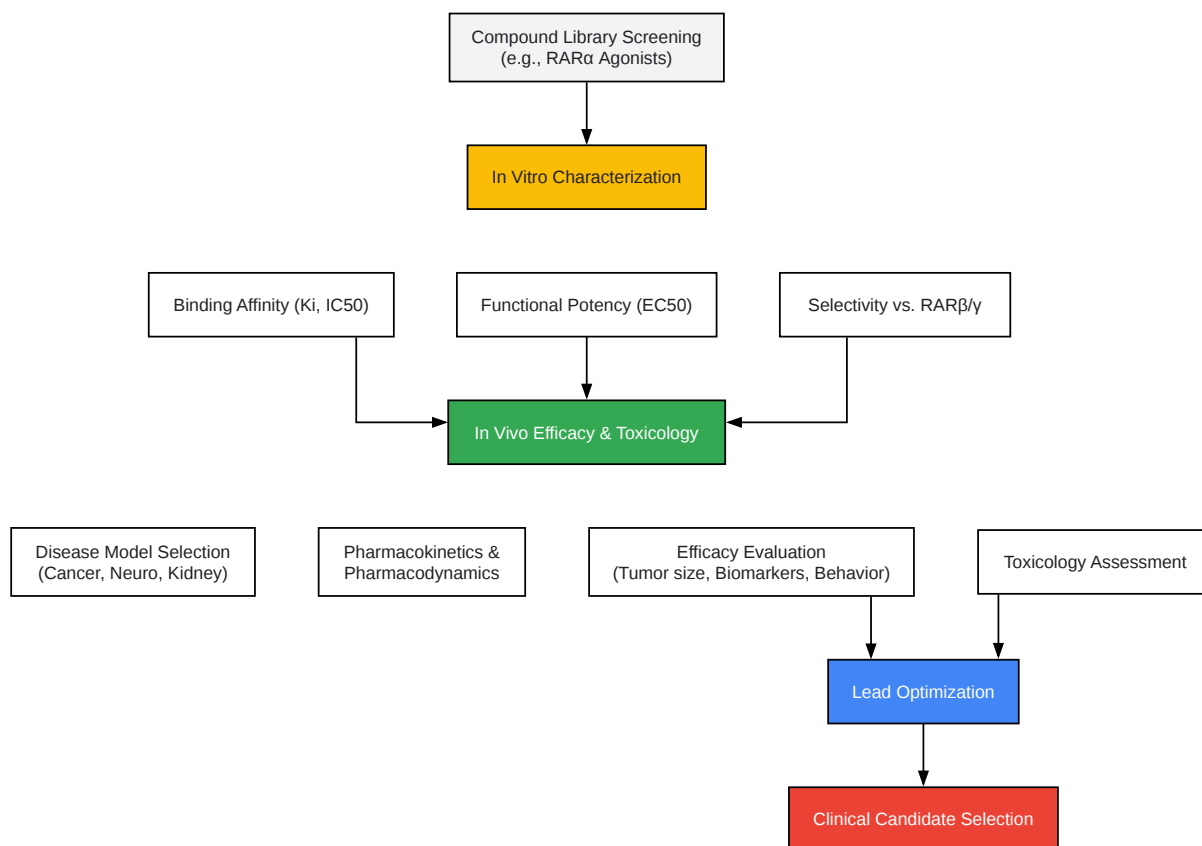 Compound Library Screening
(e.g., RARα Agonists)
In Vitro Characterization
Binding Affinity (Ki, IC50)
Functional Potency (EC50)
Selectivity vs. RARβ/γ
In Vivo Efficacy & Toxicology
Disease Model Selection
(Cancer, Neuro, Kidney)
Pharmacokinetics &
Pharmacodynamics
Efficacy Evaluation
(Tumor size, Biomarkers, Behavior)
Toxicology Assessment
Lead Optimization
Clinical Candidate Selection